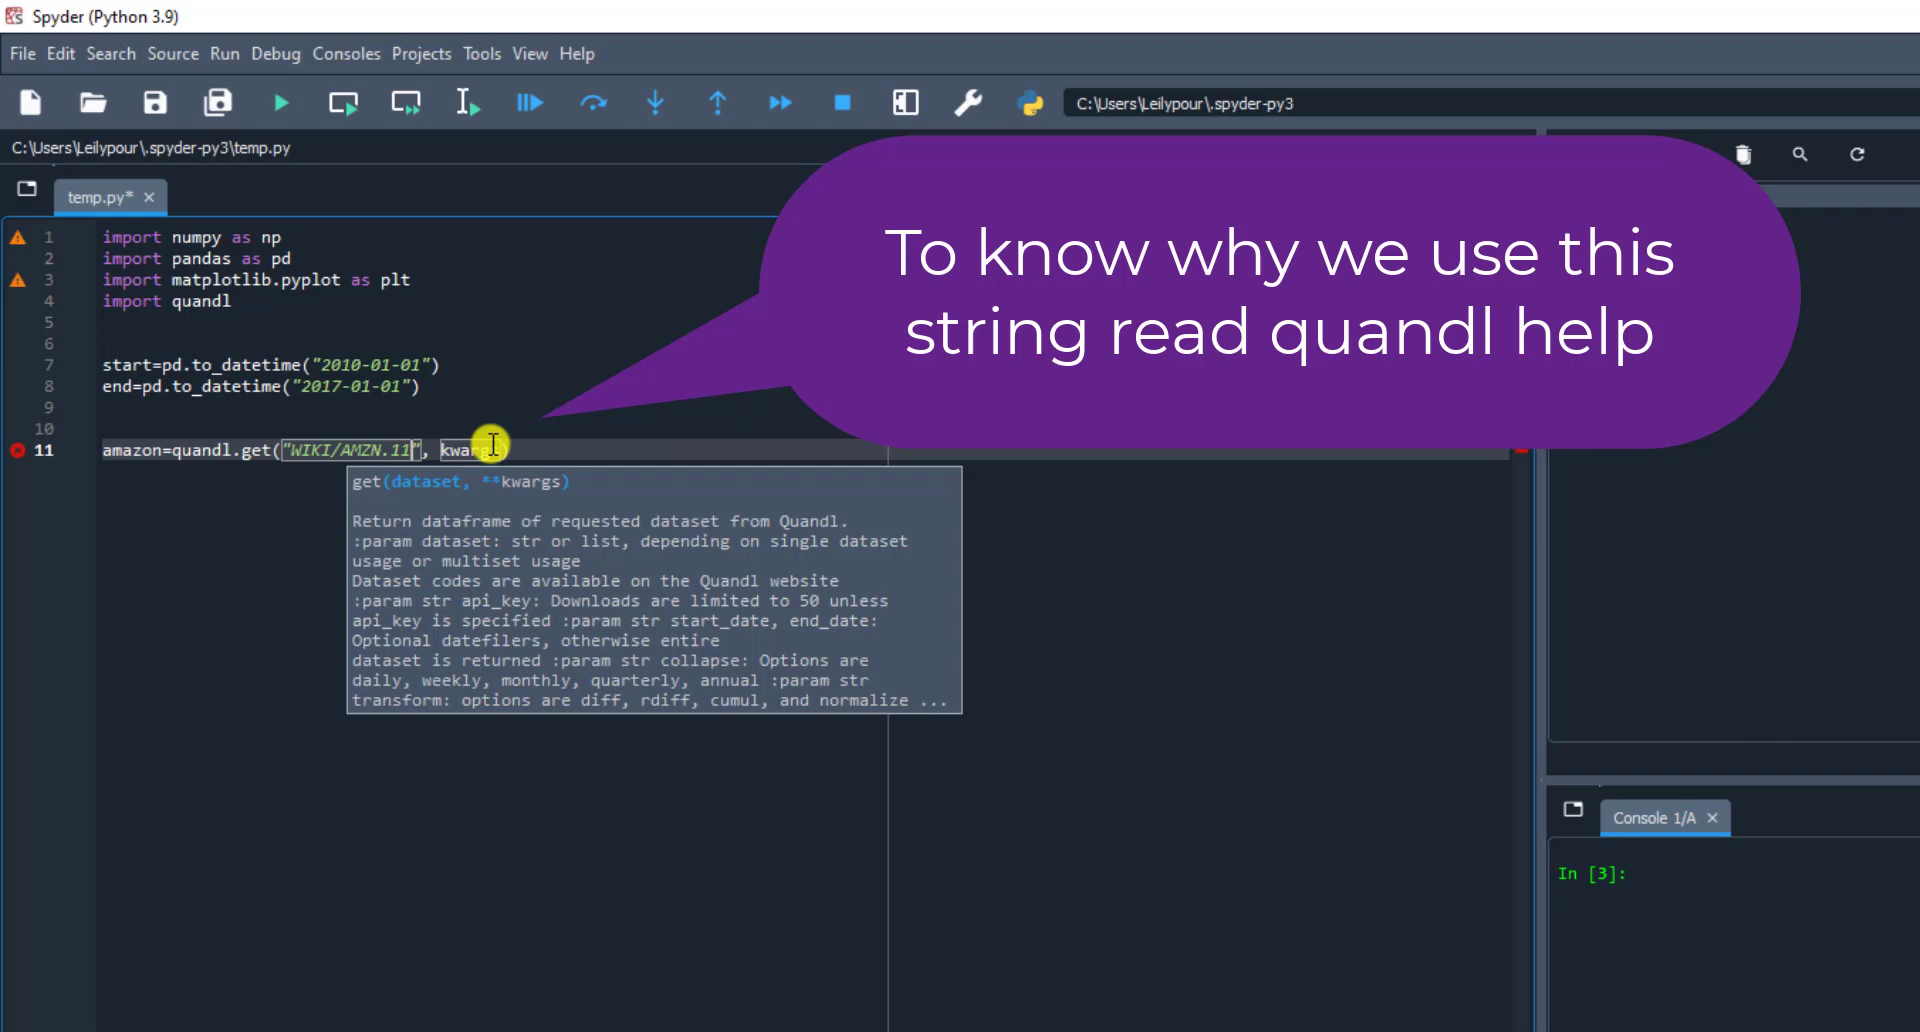 Spyder (Python 3.9)
File Edit Search Source Run Debug Consoles Projects Tools View Help
C:\Users\Leilypour\.spyder-py3
C:\Users\Leilypour\.spyder-py3\temp.py
temp.py*
To know why we use this
string read quandl help
1 import numpy as np
2 import pandas as pd
3 import matplotlib.pyplot as plt
4 import quandl
5
6
7 start=pd.to_datetime("2010-01-01")
8 end=pd.to_datetime("2017-01-01")
9
10
11 amazon=quandl.get("WIKI/AMZN.11", kwargs)
get(dataset, **kwargs)
Return dataframe of requested dataset from Quandl.
:param dataset: str or list, depending on single dataset
usage or multiset usage
Dataset codes are available on the Quandl website
:param str api_key: Downloads are limited to 50 unless
api_key is specified :param str start_date, end_date:
Optional datefilers, otherwise entire
dataset is returned :param str collapse: Options are
daily, weekly, monthly, quarterly, annual :param str
transform: options are diff, rdiff, cumul, and normalize ...
Console 1/A
In [3]: